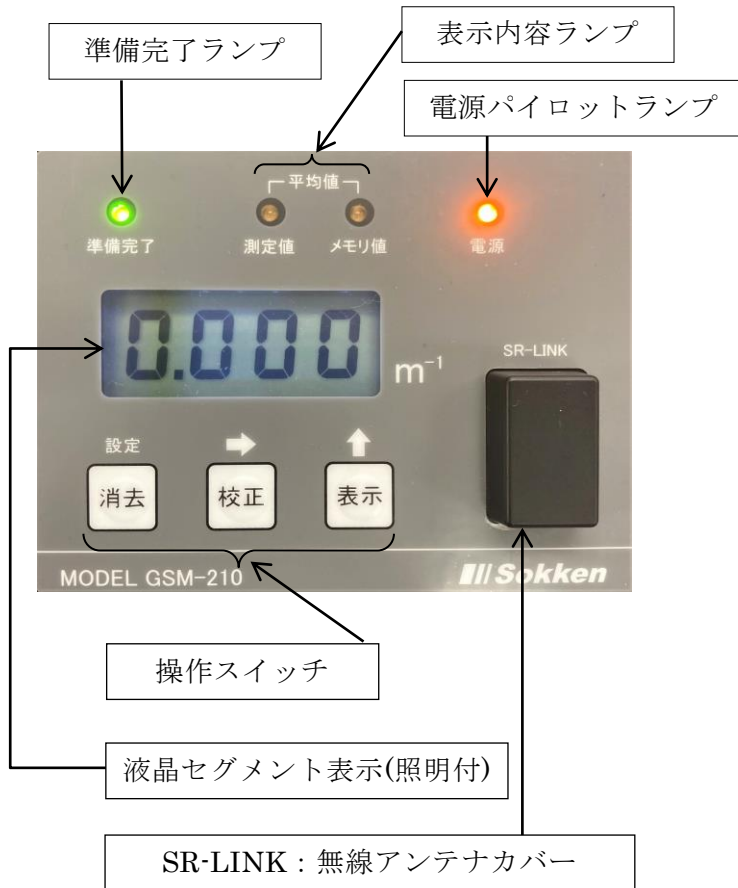 準備完了ランプ
表示内容ランプ
電源パイロットランプ
平均値
準備完了
測定値
メモリ値
電源
0.000
m⁻¹
SR-LINK
設定
➡
⬆
消去
校正
表示
MODEL GSM-210
Sokken
操作スイッチ
液晶セグメント表示(照明付)
SR-LINK：無線アンテナカバー